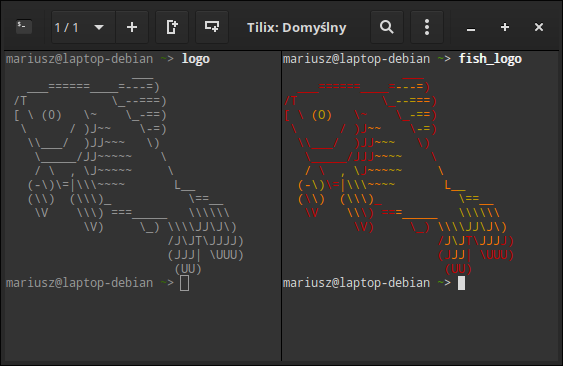 1 / 1
Tilix: Domyślny
mariusz@laptop-debian ~> logo
                   ___
  ___======____=---=)
/T            \_--===)
[ \ (O)   \~    \_-==)
 \      / )J~~    \-=)
  \\___/  )JJ~~~   \)
   \_____/JJJ~~~~    \
   / \  , \J~~~~~     \
  (-\)\=|\\\~~~~       L__
  (\\)  (\\\)_           \==__
   \V    \\\) ===_____   \\\\\\
          \V)     \_) \\\\JJ\J\)
                      /J\JT\JJJJ)
                      (JJJ| \UUU)
                       (UU)
mariusz@laptop-debian ~>
mariusz@laptop-debian ~> fish_logo
                   ___
  ___======____=---=)
/T            \_--===)
[ \ (O)   \~    \_-==)
 \      / )J~~    \-=)
  \\___/  )JJ~~~   \)
   \_____/JJJ~~~~    \
   / \  , \J~~~~~     \
  (-\)\=|\\\~~~~       L__
  (\\)  (\\\)_           \==__
   \V    \\\) ===_____   \\\\\\
          \V)     \_) \\\\JJ\J\)
                      /J\JT\JJJJ)
                      (JJJ| \UUU)
                       (UU)
mariusz@laptop-debian ~>